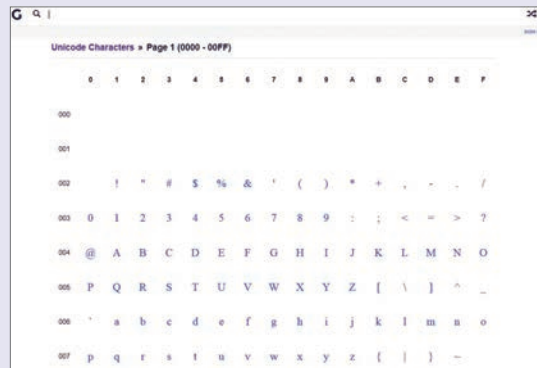 G
Unicode Characters » Page 1 (0000 - 00FF)
0 1 2 3 4 5 6 7 8 9 A B C D E F
000
001
002 ! " # $ % & ' ( ) * + , - . /
003 0 1 2 3 4 5 6 7 8 9 : ; < = > ?
004 @ A B C D E F G H I J K L M N O
005 P Q R S T U V W X Y Z [ \ ] ^ _
006 ` a b c d e f g h i j k l m n o
007 p q r s t u v w x y z { | } ~